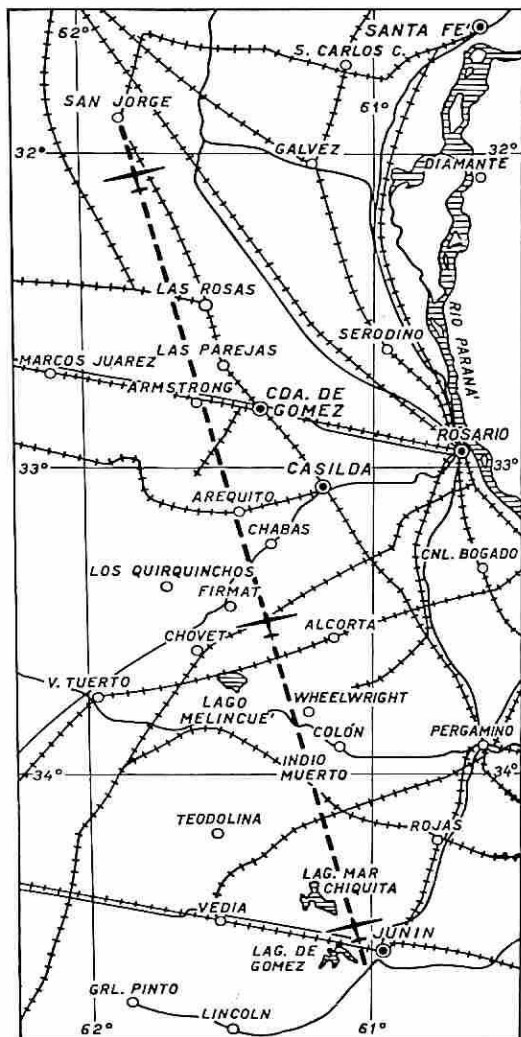 62°
SANTA FÉ
S. CARLOS C.
61°
SAN JORGE
32°
GALVEZ
32°
DIAMANTE
LAS ROSAS
RIO PARANA'
SERODINO
LAS PAREJAS
MARCOS JUAREZ
ARMSTRONG
CDA. DE
GOMEZ
ROSARIO
33°
33°
CASILDA
AREQUITO
CHABAS
CNL. BOGADO
LOS QUIRQUINCHOS
FIRMAT
ALCORTA
CHOVET
V. TUERTO
LAGO
MELINCUE'
WHEELWRIGHT
COLÓN
PERGAMINO
INDIO
MUERTO
34°
34°
TEODOLINA
ROJAS
LAG. MAR
CHIQUITA
VEDIA
JUNIN
LAG. DE
GOMEZ
GRL. PINTO
LINCOLN
62°
61°